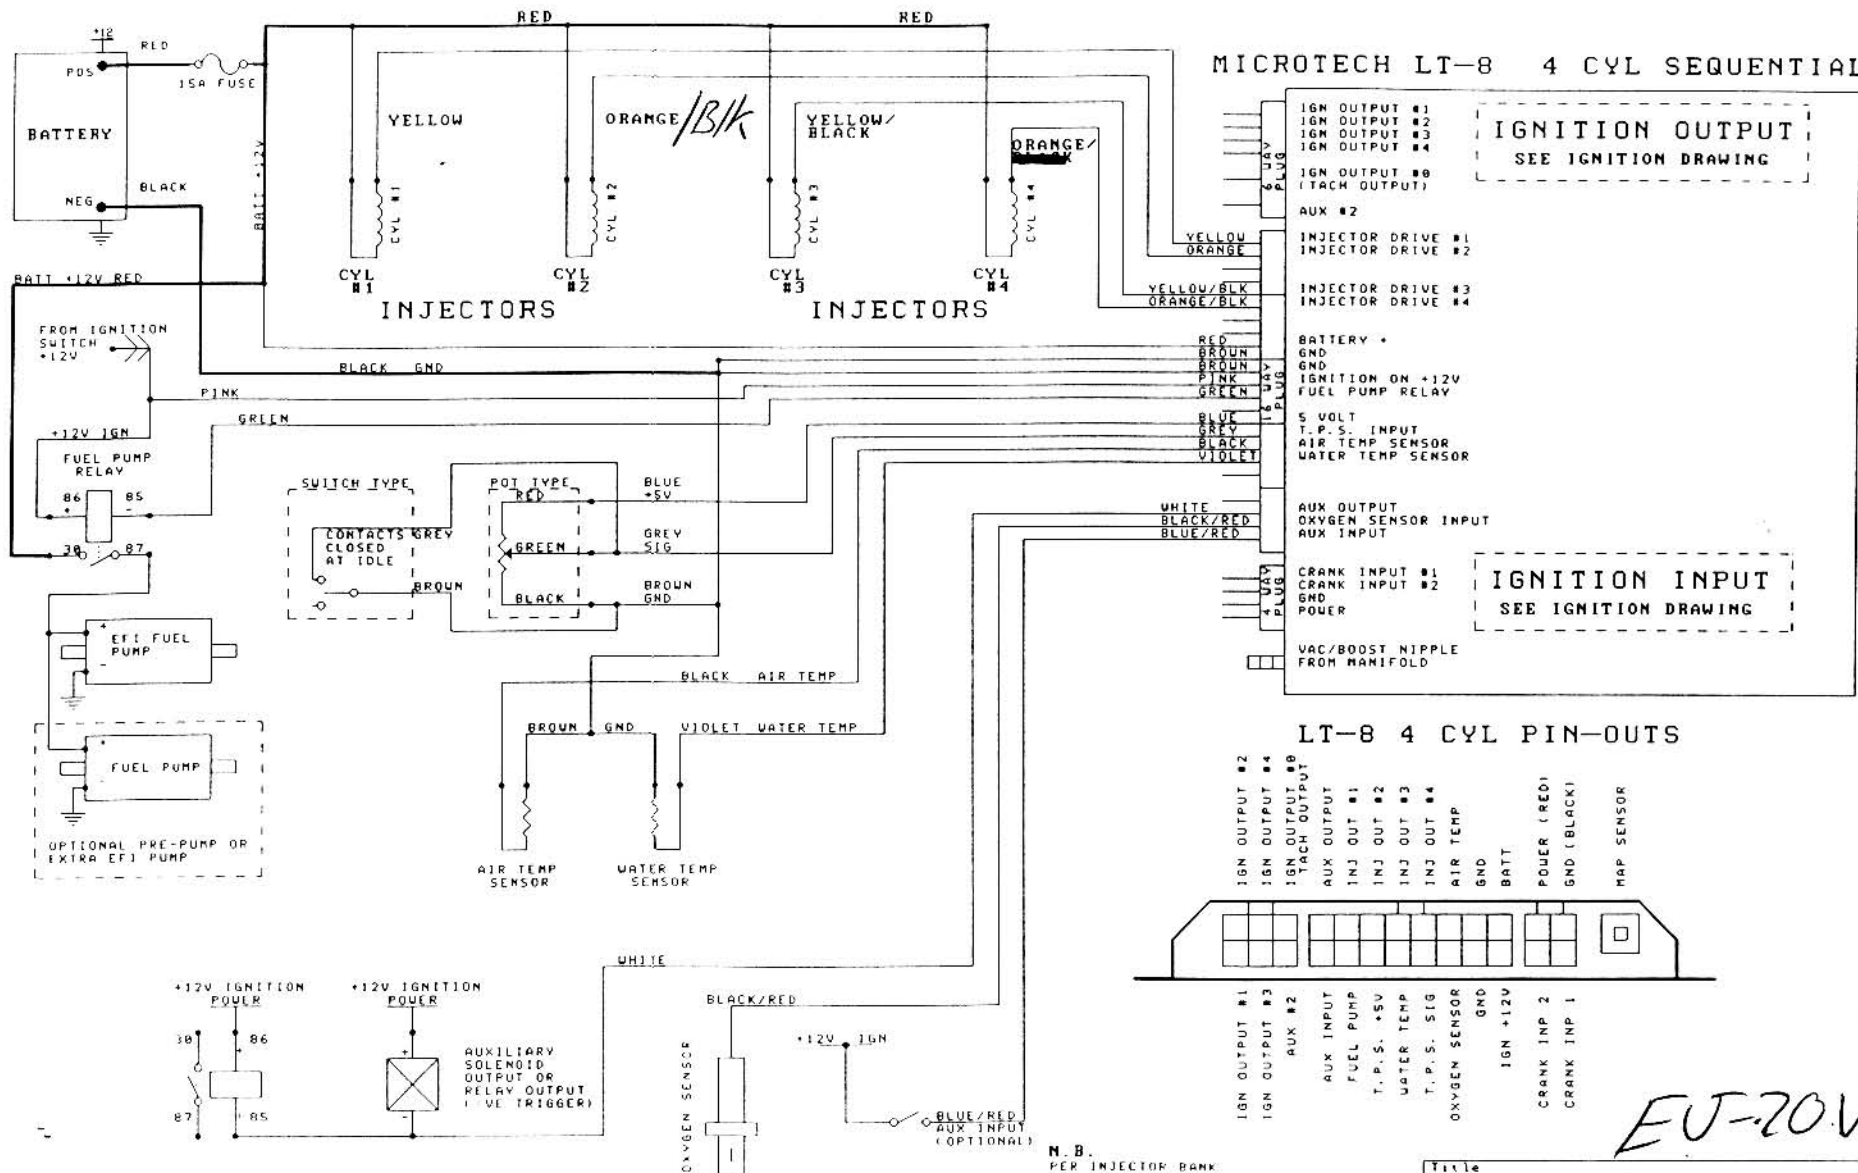 RED
RED
+12
RED
POS
15A FUSE
BATTERY
BLACK
NEG
BATT +12V
YELLOW
ORANGE/Blk
YELLOW/
BLACK
ORANGE/
CYL #1
CYL #2
CYL #3
CYL #4
CYL
#1
CYL
#2
CYL
#3
CYL
#4
INJECTORS
INJECTORS
BATT +12V RED
FROM IGNITION
SWITCH
+12V
BLACK GND
PINK
GREEN
+12V IGN
FUEL PUMP
RELAY
86
85
+
-
30
87
SWITCH TYPE
CONTACTS GREY
CLOSED
AT IDLE
BROWN
POT TYPE
RED
GREEN
BLACK
BLUE
+5V
GREY
SIG
BROWN
GND
+
EFI FUEL
PUMP
-
+
FUEL PUMP
-
OPTIONAL PRE-PUMP OR
EXTRA EFI PUMP
BLACK AIR TEMP
BROWN GND
VIOLET WATER TEMP
AIR TEMP
SENSOR
WATER TEMP
SENSOR
MICROTECH LT-8 4 CYL SEQUENTIAL
6 WAY
PLUG
IGN OUTPUT #1
IGN OUTPUT #2
IGN OUTPUT #3
IGN OUTPUT #4
IGN OUTPUT #0
(TACH OUTPUT)
AUX #2
IGNITION OUTPUT
SEE IGNITION DRAWING
YELLOW INJECTOR DRIVE #1
ORANGE INJECTOR DRIVE #2
YELLOW/BLK INJECTOR DRIVE #3
ORANGE/BLK INJECTOR DRIVE #4
RED BATTERY +
BROWN GND
BROWN GND
PINK IGNITION ON +12V
GREEN FUEL PUMP RELAY
16 WAY
PLUG
BLUE 5 VOLT
GREY T.P.S. INPUT
BLACK AIR TEMP SENSOR
VIOLET WATER TEMP SENSOR
WHITE AUX OUTPUT
BLACK/RED OXYGEN SENSOR INPUT
BLUE/RED AUX INPUT
4 WAY
PLUG
CRANK INPUT #1
CRANK INPUT #2
GND
POWER
IGNITION INPUT
SEE IGNITION DRAWING
VAC/BOOST NIPPLE
FROM MANIFOLD
LT-8 4 CYL PIN-OUTS
IGN OUTPUT #2
IGN OUTPUT #4
IGN OUTPUT #0
TACH OUTPUT
AUX OUTPUT
INJ OUT #1
INJ OUT #2
INJ OUT #3
INJ OUT #4
AIR TEMP
GND
BATT
POWER (RED)
GND (BLACK)
MAP SENSOR
IGN OUTPUT #1
IGN OUTPUT #3
AUX #2
AUX INPUT
FUEL PUMP
T.P.S. +5V
WATER TEMP
T.P.S. SIG
OXYGEN SENSOR
GND
IGN +12V
CRANK INP 2
CRANK INP 1
WHITE
+12V IGNITION
POWER
30
86
87
85
+12V IGNITION
POWER
+
-
AUXILIARY
SOLENOID
OUTPUT OR
RELAY OUTPUT
(-VE TRIGGER)
BLACK/RED
OXYGEN SENSOR
+12V IGN
BLUE/RED
AUX INPUT
(OPTIONAL)
N.B.
PER INJECTOR BANK
Title